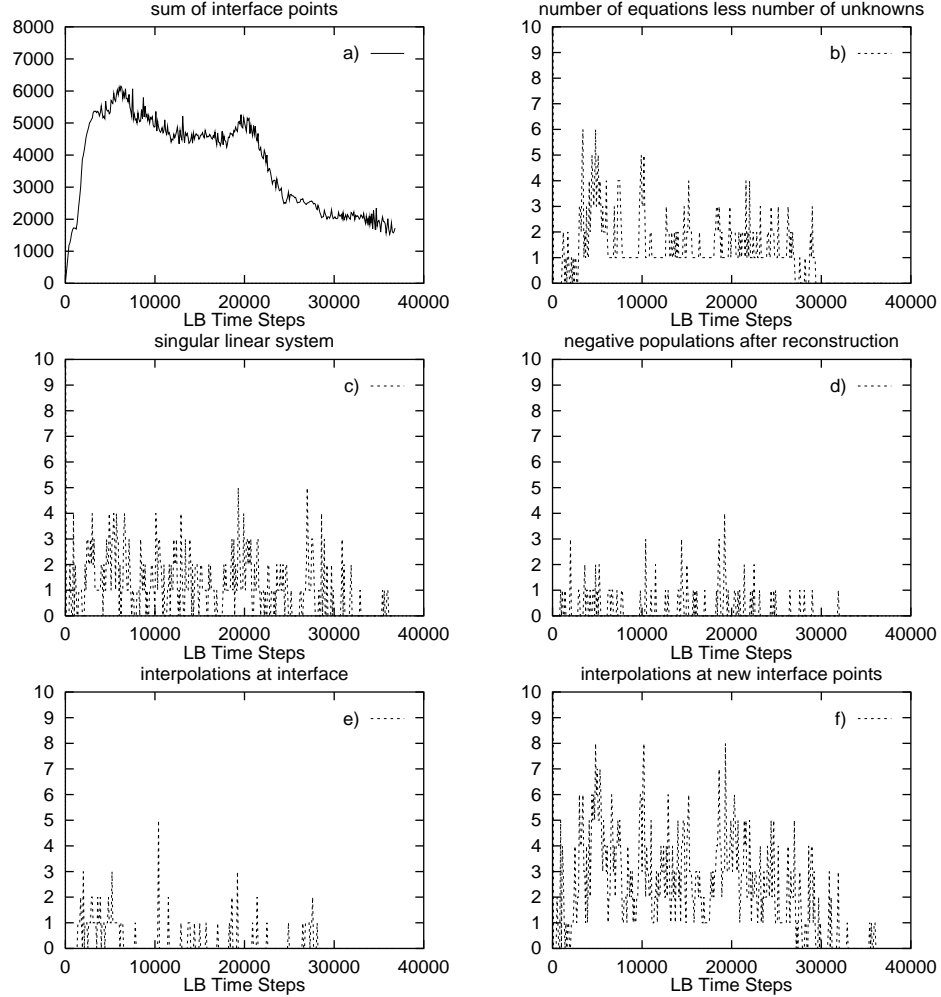 sum of interface points
number of equations less number of unknowns
8000
7000
6000
5000
4000
3000
2000
1000
0
a)
0 10000 20000 30000 40000
LB Time Steps
10
9
8
7
6
5
4
3
2
1
0
b)
0 10000 20000 30000 40000
LB Time Steps
singular linear system
negative populations after reconstruction
10
9
8
7
6
5
4
3
2
1
0
c)
0 10000 20000 30000 40000
LB Time Steps
10
9
8
7
6
5
4
3
2
1
0
d)
0 10000 20000 30000 40000
LB Time Steps
interpolations at interface
interpolations at new interface points
10
9
8
7
6
5
4
3
2
1
0
e)
0 10000 20000 30000 40000
LB Time Steps
10
9
8
7
6
5
4
3
2
1
0
f)
0 10000 20000 30000 40000
LB Time Steps